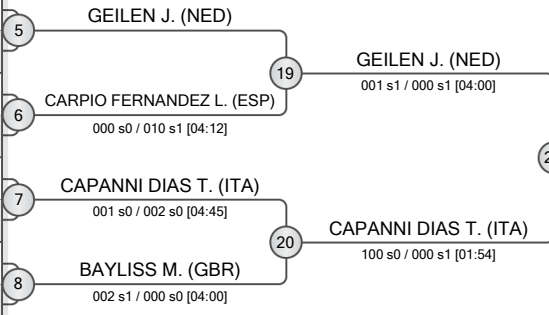 GEILEN J. (NED)
5
19
GEILEN J. (NED)
001 s1 / 000 s1 [04:00]
CARPIO FERNANDEZ L. (ESP)
6
000 s0 / 010 s1 [04:12]
CAPANNI DIAS T. (ITA)
7
001 s0 / 002 s0 [04:45]
20
CAPANNI DIAS T. (ITA)
100 s0 / 000 s1 [01:54]
BAYLISS M. (GBR)
8
002 s1 / 000 s0 [04:00]